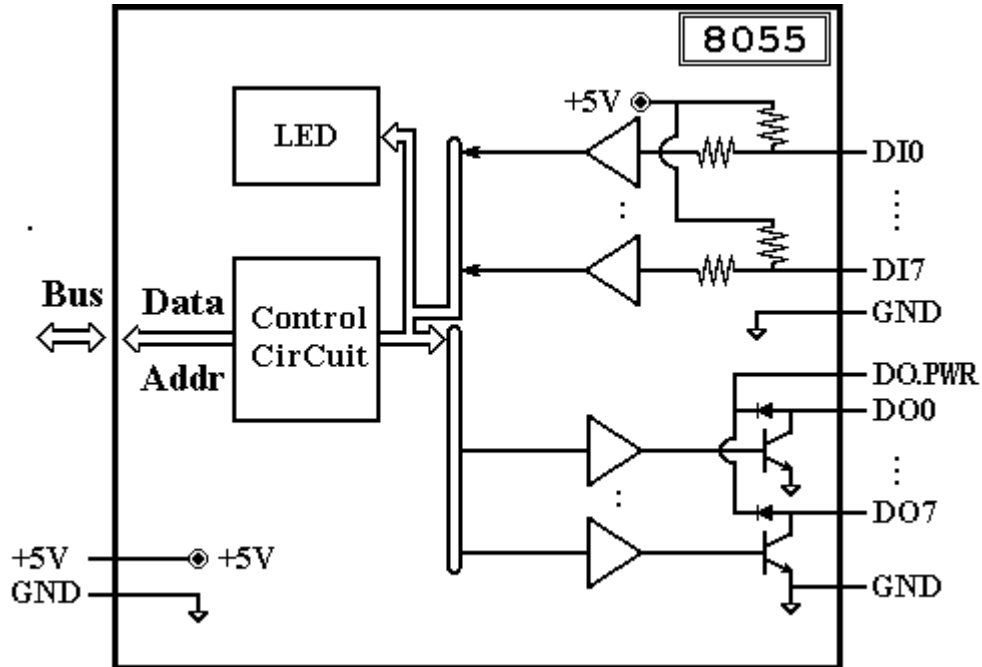 8055
+5V
LED
DI0
DI7
Bus
Data
Addr
Control
CirCuit
GND
DO.PWR
DO0
DO7
+5V
+5V
GND
GND